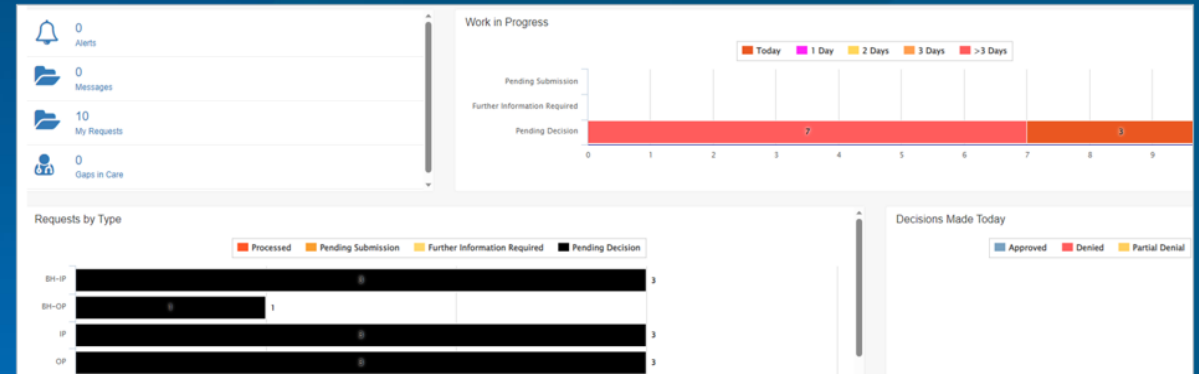 0
Alerts
0
Messages
10
My Requests
0
Gaps in Care
Work in Progress
Today 1 Day 2 Days 3 Days >3 Days
Pending Submission
Further Information Required
Pending Decision 7 3
0 1 2 3 4 5 6 7 8 9
Requests by Type
Processed Pending Submission Further Information Required Pending Decision
BH-IP 3
BH-OP 1
IP 3
OP 3
Decisions Made Today
Approved Denied Partial Denial